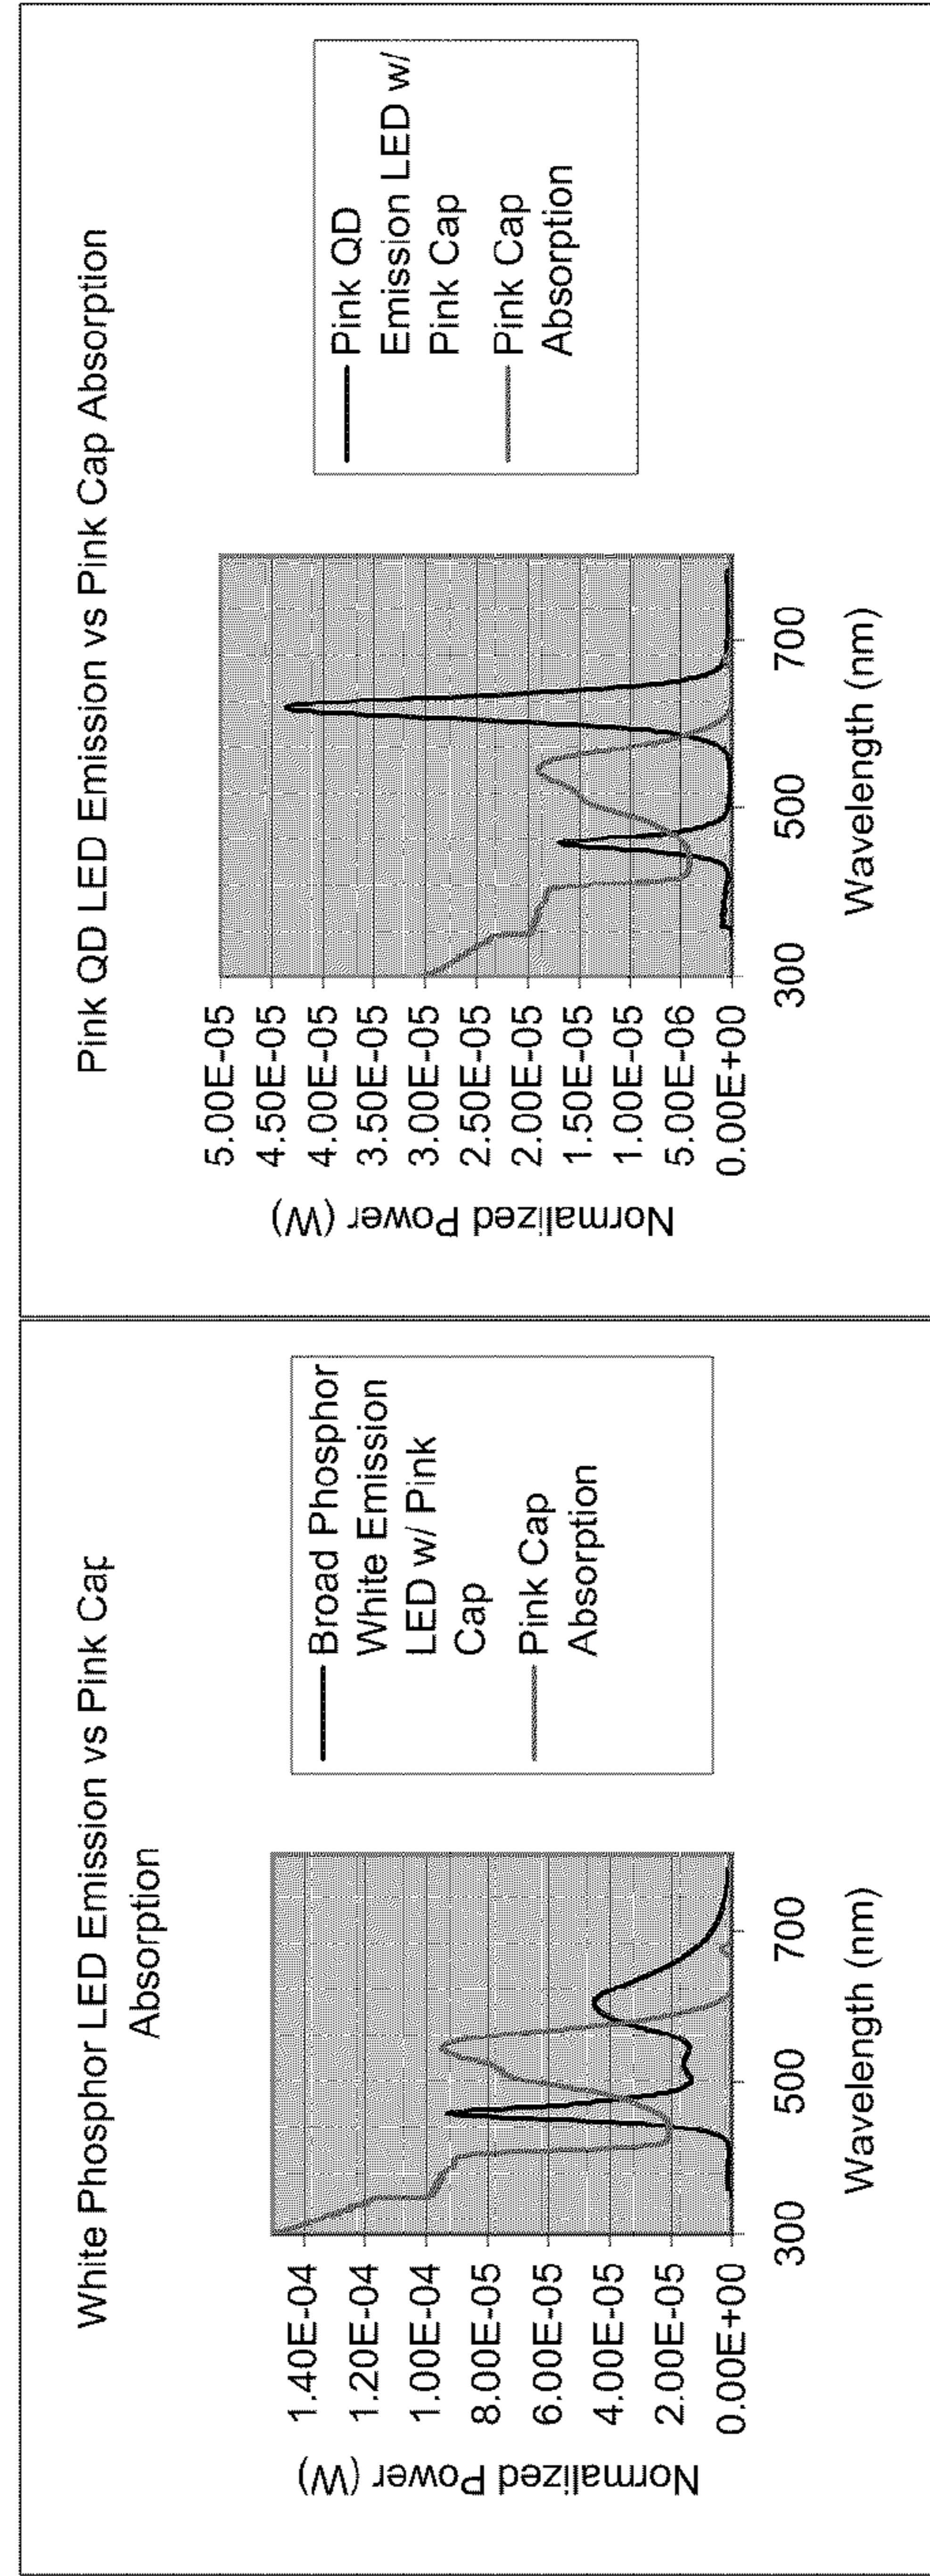 White Phosphor LED Emission vs Pink Cap
Absorption
Normalized Power (W)
1.40E-04
1.20E-04
1.00E-04
8.00E-05
6.00E-05
4.00E-05
2.00E-05
0.00E+00
300
500
700
Wavelength (nm)
Broad Phosphor
White Emission
LED w/ Pink
Cap
Pink Cap
Absorption
Pink QD LED Emission vs Pink Cap Absorption
Normalized Power (W)
5.00E-05
4.50E-05
4.00E-05
3.50E-05
3.00E-05
2.50E-05
2.00E-05
1.50E-05
1.00E-05
5.00E-06
0.00E+00
300
500
700
Wavelength (nm)
Pink QD
Emission LED w/
Pink Cap
Pink Cap
Absorption